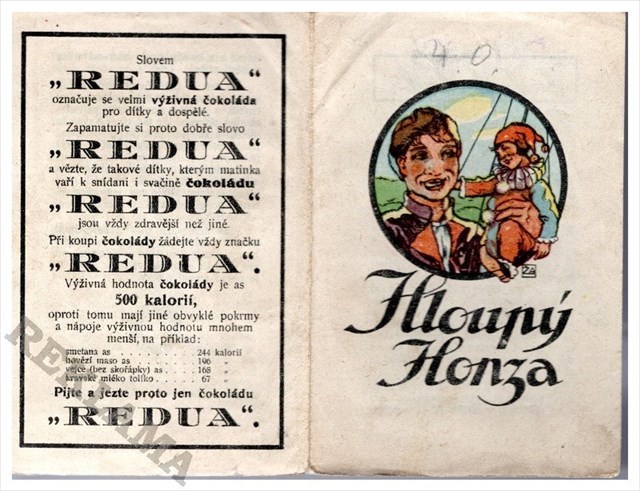 Slovem
„REDUA“
označuje se velmi výživná čokoláda
pro dítky a dospělé.
Zapamatujte si proto dobře slovo
„REDUA“
a vězte, že takové dítky, kterým matinka
vaří k snídani i svačině čokoládu
„REDUA“
jsou vždy zdravější než jiné.
Při koupi čokolády žádejte vždy značku
„REDUA“.
Výživná hodnota čokolády je as
500 kalorií,
oproti tomu mají jiné obvyklé pokrmy
a nápoje výživnou hodnotu mnohem
menší, na příklad:
smetana as 244 kalorií
hovězí maso as 196 „
vejce (bez skořápky) as 168 „
kravské mléko tolško 67 „
Pijte a jezte proto jen čokoládu
„REDUA“.
REKLAMA
4.0.
Hloupý
Honza